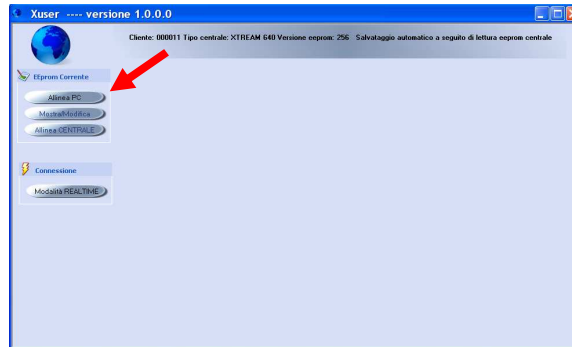 Xuser ---- versione 1.0.0.0
Cliente: 000011 Tipo centrale: XTREAM 640 Versione eeprom: 256 Salvataggio automatico a seguito di lettura eeprom centrale
EEprom Corrente
Allinea PC
Mostra/Modifica
Allinea CENTRALE
Connessione
Modalità REALTIME